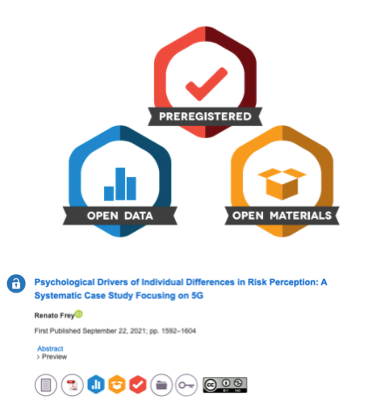 PREREGISTERED
OPEN DATA
OPEN MATERIALS
Psychological Drivers of Individual Differences in Risk Perception: A
Systematic Case Study Focusing on 5G
Renato Frey
First Published September 22, 2021; pp. 1592–1604
Abstract
> Preview